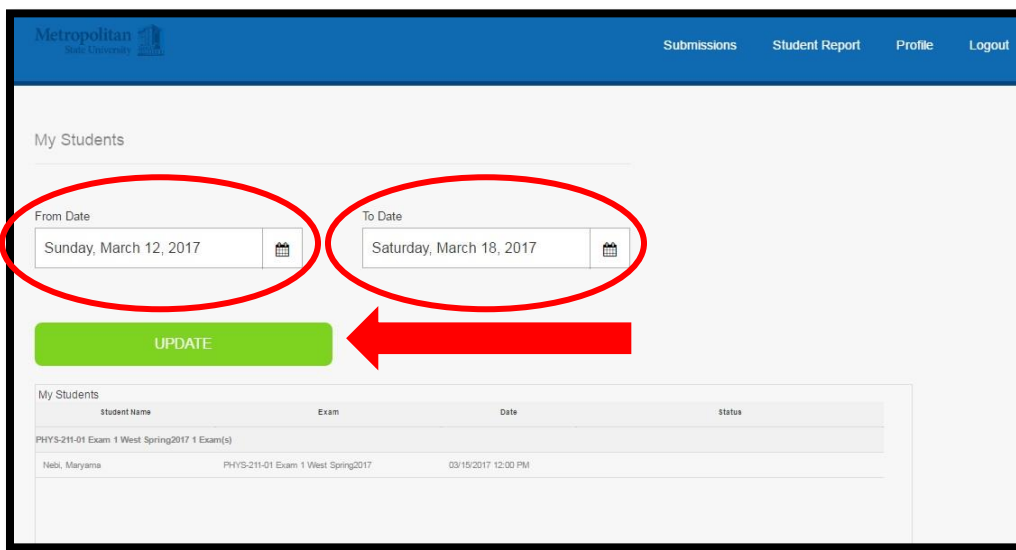 Metropolitan
State University
Submissions Student Report Profile Logout
My Students
From Date To Date
Sunday, March 12, 2017 Saturday, March 18, 2017
UPDATE
My Students
Student Name Exam Date Status
PHYS-211-01 Exam 1 West Spring2017 1 Exam(s)
Nebi, Maryama PHYS-211-01 Exam 1 West Spring2017 03/15/2017 12:00 PM